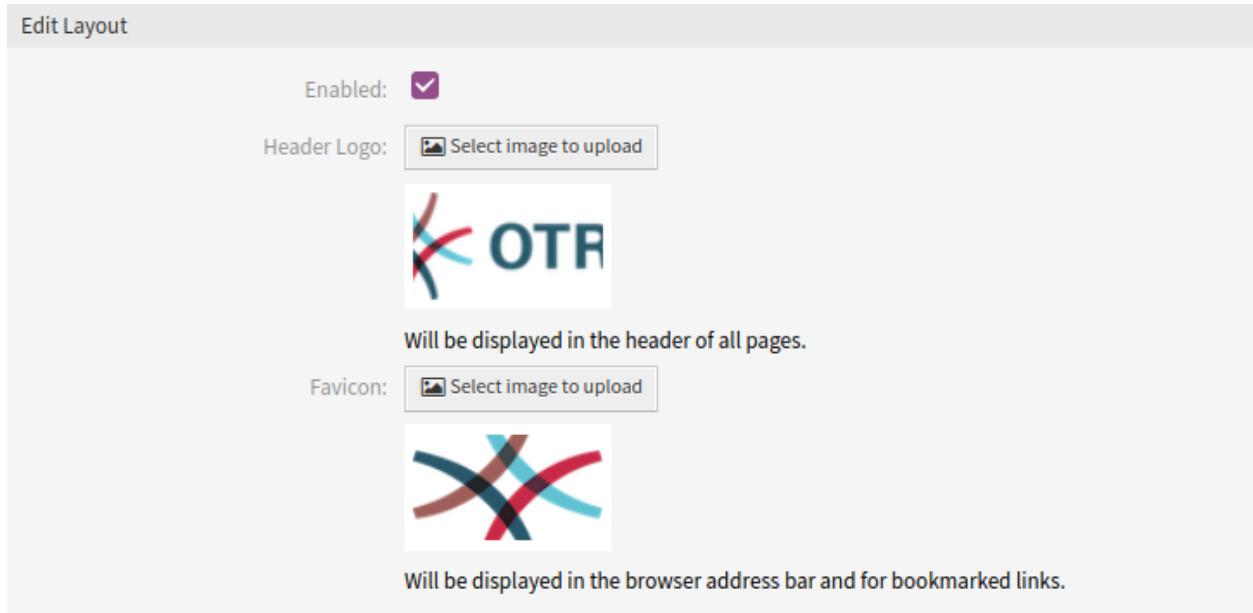 Edit Layout
Enabled:
Header Logo: Select image to upload
OTR
Will be displayed in the header of all pages.
Favicon: Select image to upload
Will be displayed in the browser address bar and for bookmarked links.